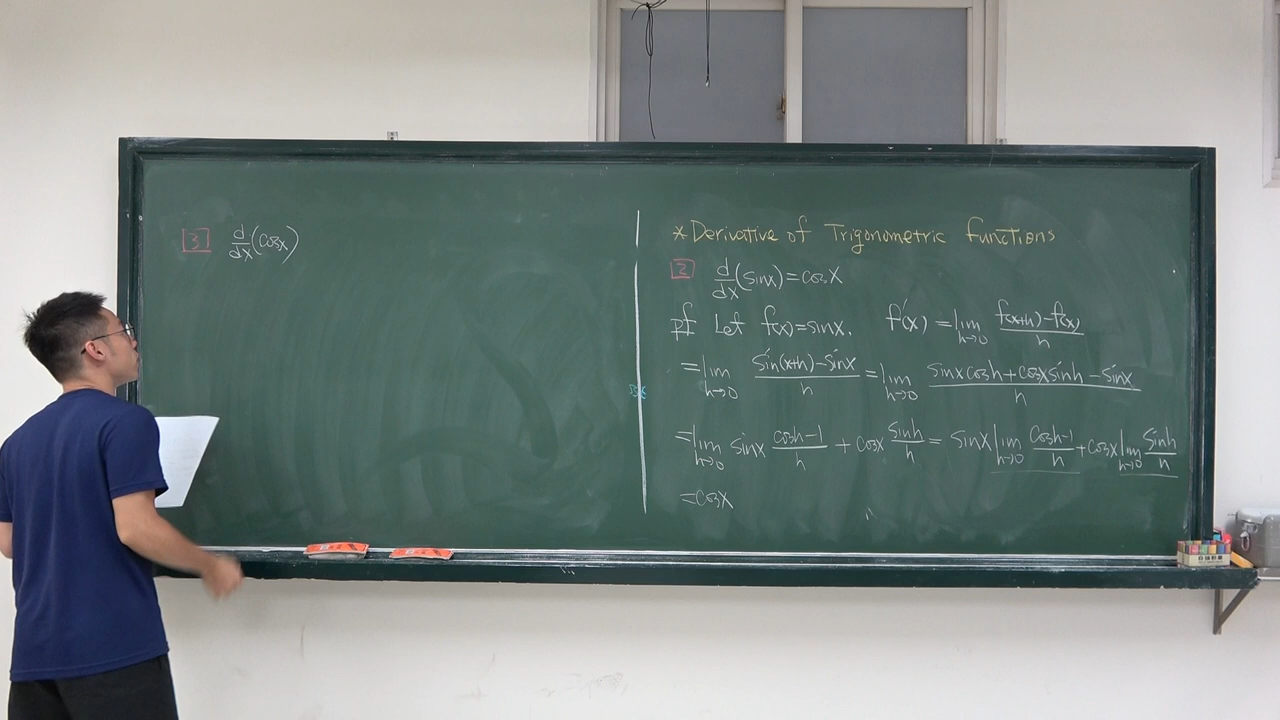 3 d/dx (cosx)
* Derivative of Trigonometric functions
2 d/dx (sinx) = cosx
pf Let f(x)=sinx. f'(x) = lim h→0 f(x+h)-f(x) / h
= lim h→0 sin(x+h)-sinx / h = lim h→0 sinx cosh + cosx sinh - sinx / h
= lim h→0 sinx cosh-1 / h + cosx sinh / h = sinx lim h→0 cosh-1 / h + cosx lim h→0 sinh / h
= cosx